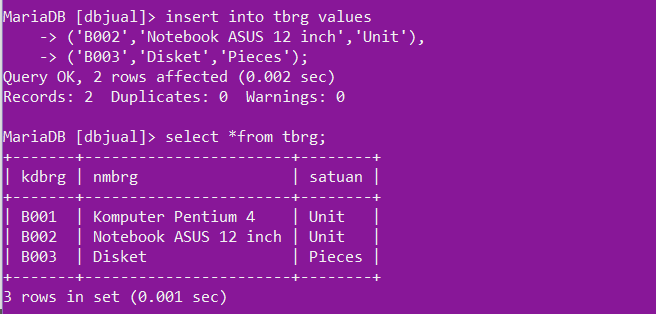 MariaDB [dbjual]> insert into tbrg values
    -> ('B002','Notebook ASUS 12 inch','Unit'),
    -> ('B003','Disket','Pieces');
Query OK, 2 rows affected (0.002 sec)
Records: 2  Duplicates: 0  Warnings: 0

MariaDB [dbjual]> select *from tbrg;
+-------+-----------------------+--------+
| kdbrg | nmbrg                 | satuan |
+-------+-----------------------+--------+
| B001  | Komputer Pentium 4    | Unit   |
| B002  | Notebook ASUS 12 inch | Unit   |
| B003  | Disket                | Pieces |
+-------+-----------------------+--------+
3 rows in set (0.001 sec)